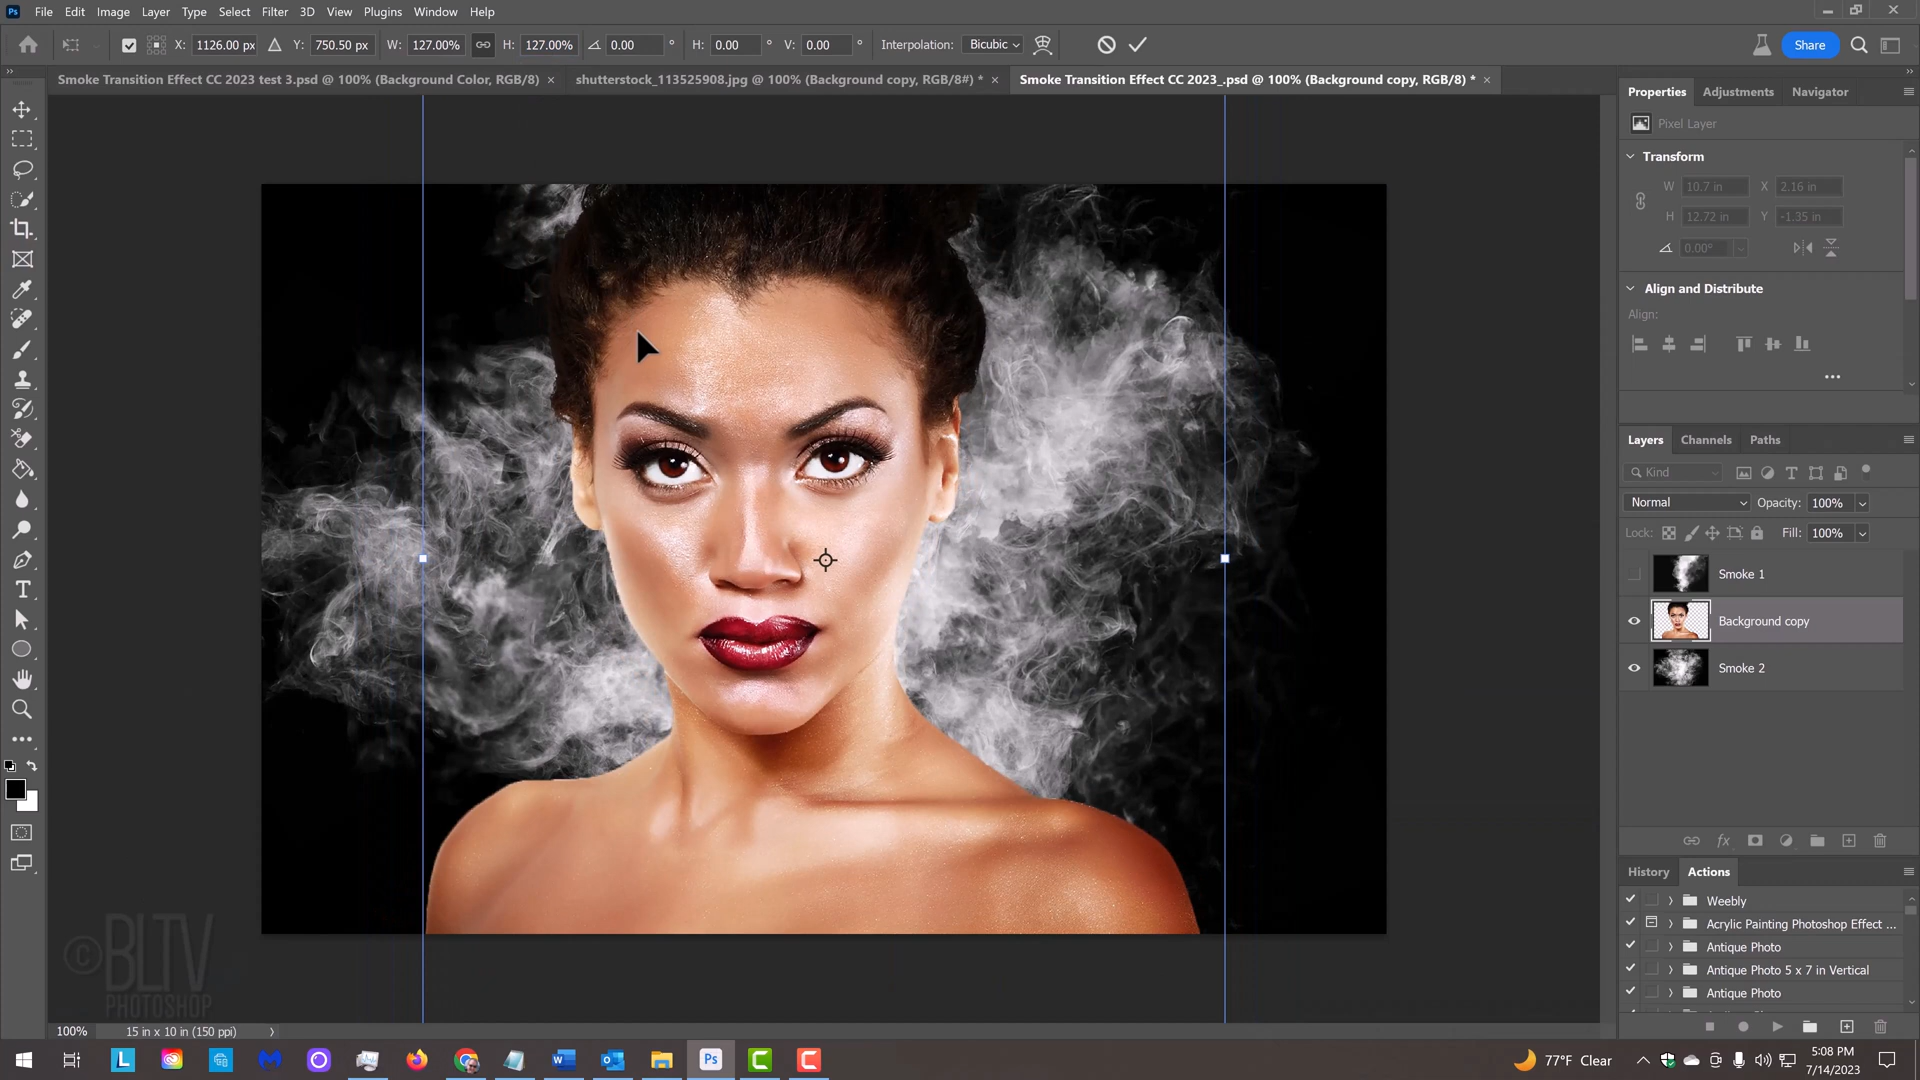 Ps File Edit Image Layer Type Select Filter 3D View Plugins Window Help
X: 1126.00 px Y: 750.50 px W: 127.00% H: 127.00% 0.00 ° H: 0.00 ° V: 0.00 ° Interpolation: Bicubic Share
Smoke Transition Effect CC 2023 test 3.psd @ 100% (Background Color, RGB/8) × shutterstock_113525908.jpg @ 100% (Background copy, RGB/8#) * × Smoke Transition Effect CC 2023_.psd @ 100% (Background copy, RGB/8) * ×
Properties Adjustments Navigator
Pixel Layer
Transform
W 10.7 in X 2.16 in
H 12.72 in Y -1.35 in
0.00°
Align and Distribute
Align:
Layers Channels Paths
Kind
Normal Opacity: 100%
Lock: Fill: 100%
Smoke 1
Background copy
Smoke 2
fx
History Actions
Weebly
Acrylic Painting Photoshop Effect ...
Antique Photo
Antique Photo 5 x 7 in Vertical
Antique Photo
©BLTV
PHOTOSHOP
100% 15 in x 10 in (150 ppi)
77°F Clear
5:08 PM
7/14/2023